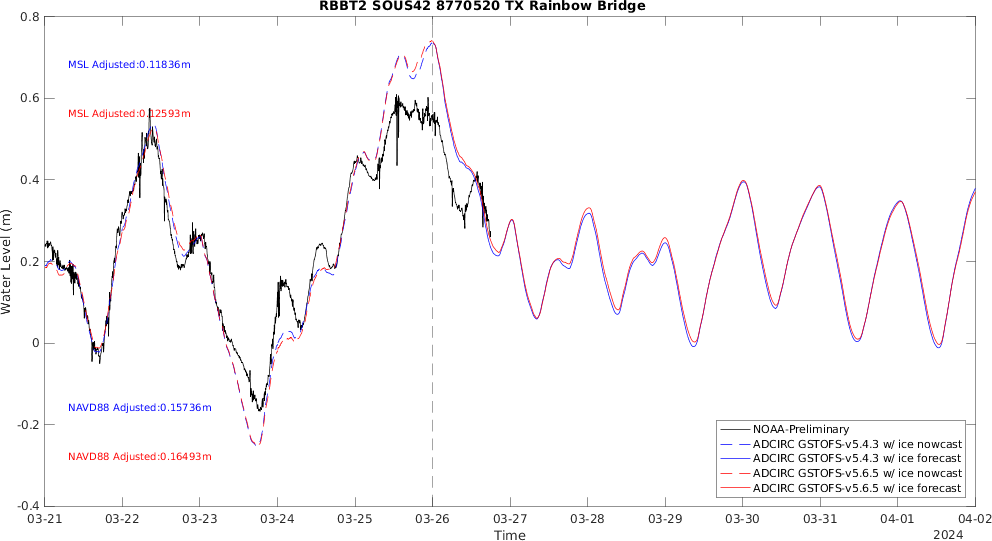 RBBT2 SOUS42 8770520 TX Rainbow Bridge
0.8
0.6
0.4
0.2
0
-0.2
-0.4
Water Level (m)
MSL Adjusted:0.11836m
MSL Adjusted:0.12593m
NAVD88 Adjusted:0.15736m
NAVD88 Adjusted:0.16493m
NOAA-Preliminary
ADCIRC GSTOFS-v5.4.3 w/ ice nowcast
ADCIRC GSTOFS-v5.4.3 w/ ice forecast
ADCIRC GSTOFS-v5.6.5 w/ ice nowcast
ADCIRC GSTOFS-v5.6.5 w/ ice forecast
03-21 03-22 03-23 03-24 03-25 03-26 03-27 03-28 03-29 03-30 03-31 04-01 04-02
Time
2024